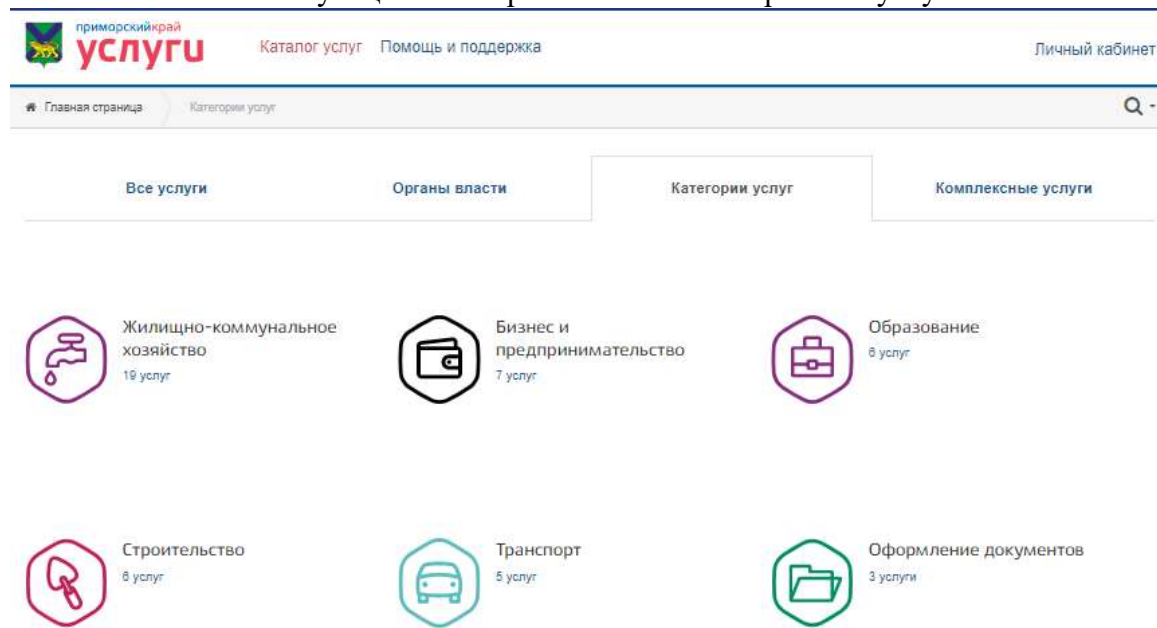 приморскийкрай
услуги
Каталог услуг Помощь и поддержка
Личный кабинет
Главная страница Категории услуг
Все услуги Органы власти Категории услуг Комплексные услуги
Жилищно-коммунальное
хозяйство
19 услуг
Бизнес и
предпринимательство
7 услуг
Образование
6 услуг
Строительство
6 услуг
Транспорт
5 услуг
Оформление документов
3 услуги